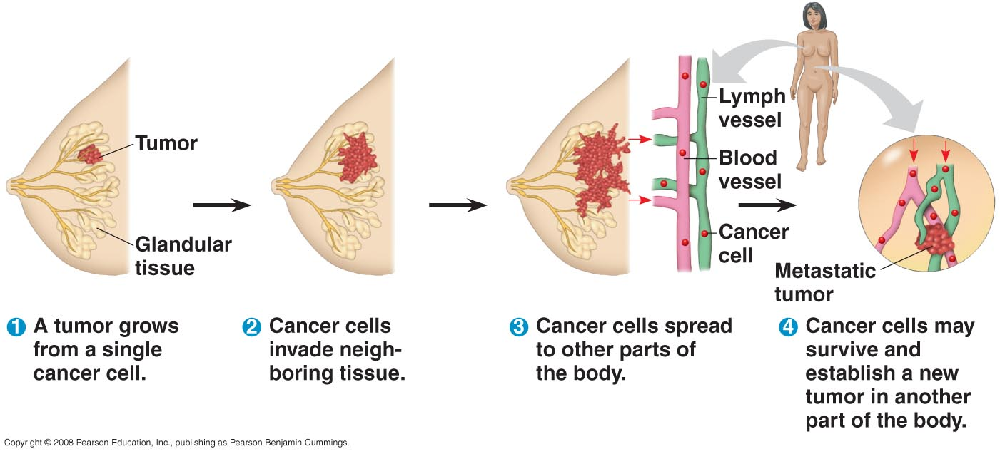 Tumor
Glandular
tissue
Lymph
vessel
Blood
vessel
Cancer
cell
Metastatic
tumor
1 A tumor grows
from a single
cancer cell.
2 Cancer cells
invade neigh-
boring tissue.
3 Cancer cells spread
to other parts of
the body.
4 Cancer cells may
survive and
establish a new
tumor in another
part of the body.
Copyright © 2008 Pearson Education, Inc., publishing as Pearson Benjamin Cummings.